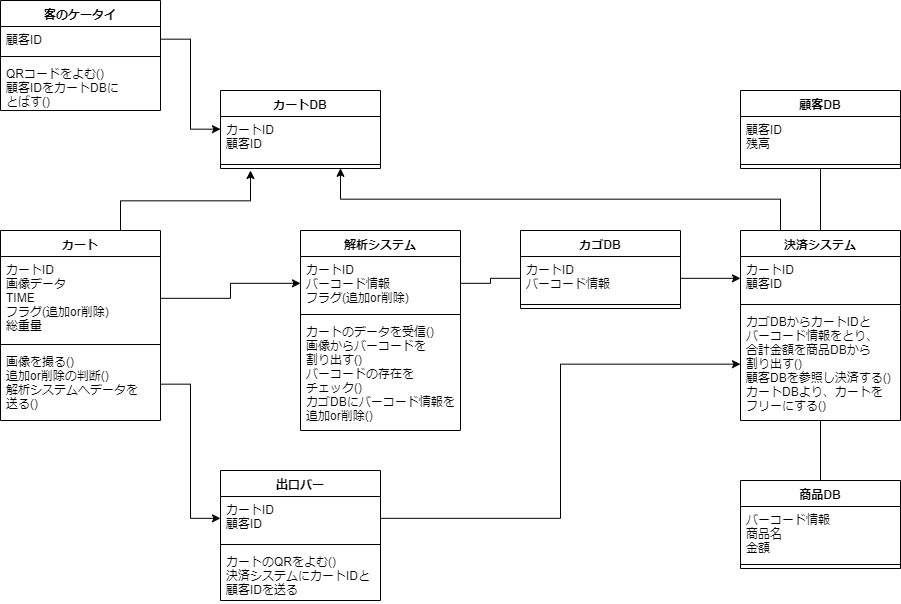 客のケータイ
顧客ID
QRコードをよむ()
顧客IDをカートDBに
とばす()
カートDB
カートID
顧客ID
顧客DB
顧客ID
残高
カート
カートID
画像データ
TIME
フラグ(追加or削除)
総重量
画像を撮る()
追加or削除の判断()
解析システムへデータを
送る()
解析システム
カートID
バーコード情報
フラグ(追加or削除)
カートのデータを受信()
画像からバーコードを
割り出す()
バーコードの存在を
チェック()
カゴDBにバーコード情報を
追加or削除()
カゴDB
カートID
バーコード情報
決済システム
カートID
顧客ID
カゴDBからカートIDと
バーコード情報をとり、
合計金額を商品DBから
割り出す()
顧客DBを参照し決済する()
カートDBより、カートを
フリーにする()
出口バー
カートID
顧客ID
カートのQRをよむ()
決済システムにカートIDと
顧客IDを送る
商品DB
バーコード情報
商品名
金額